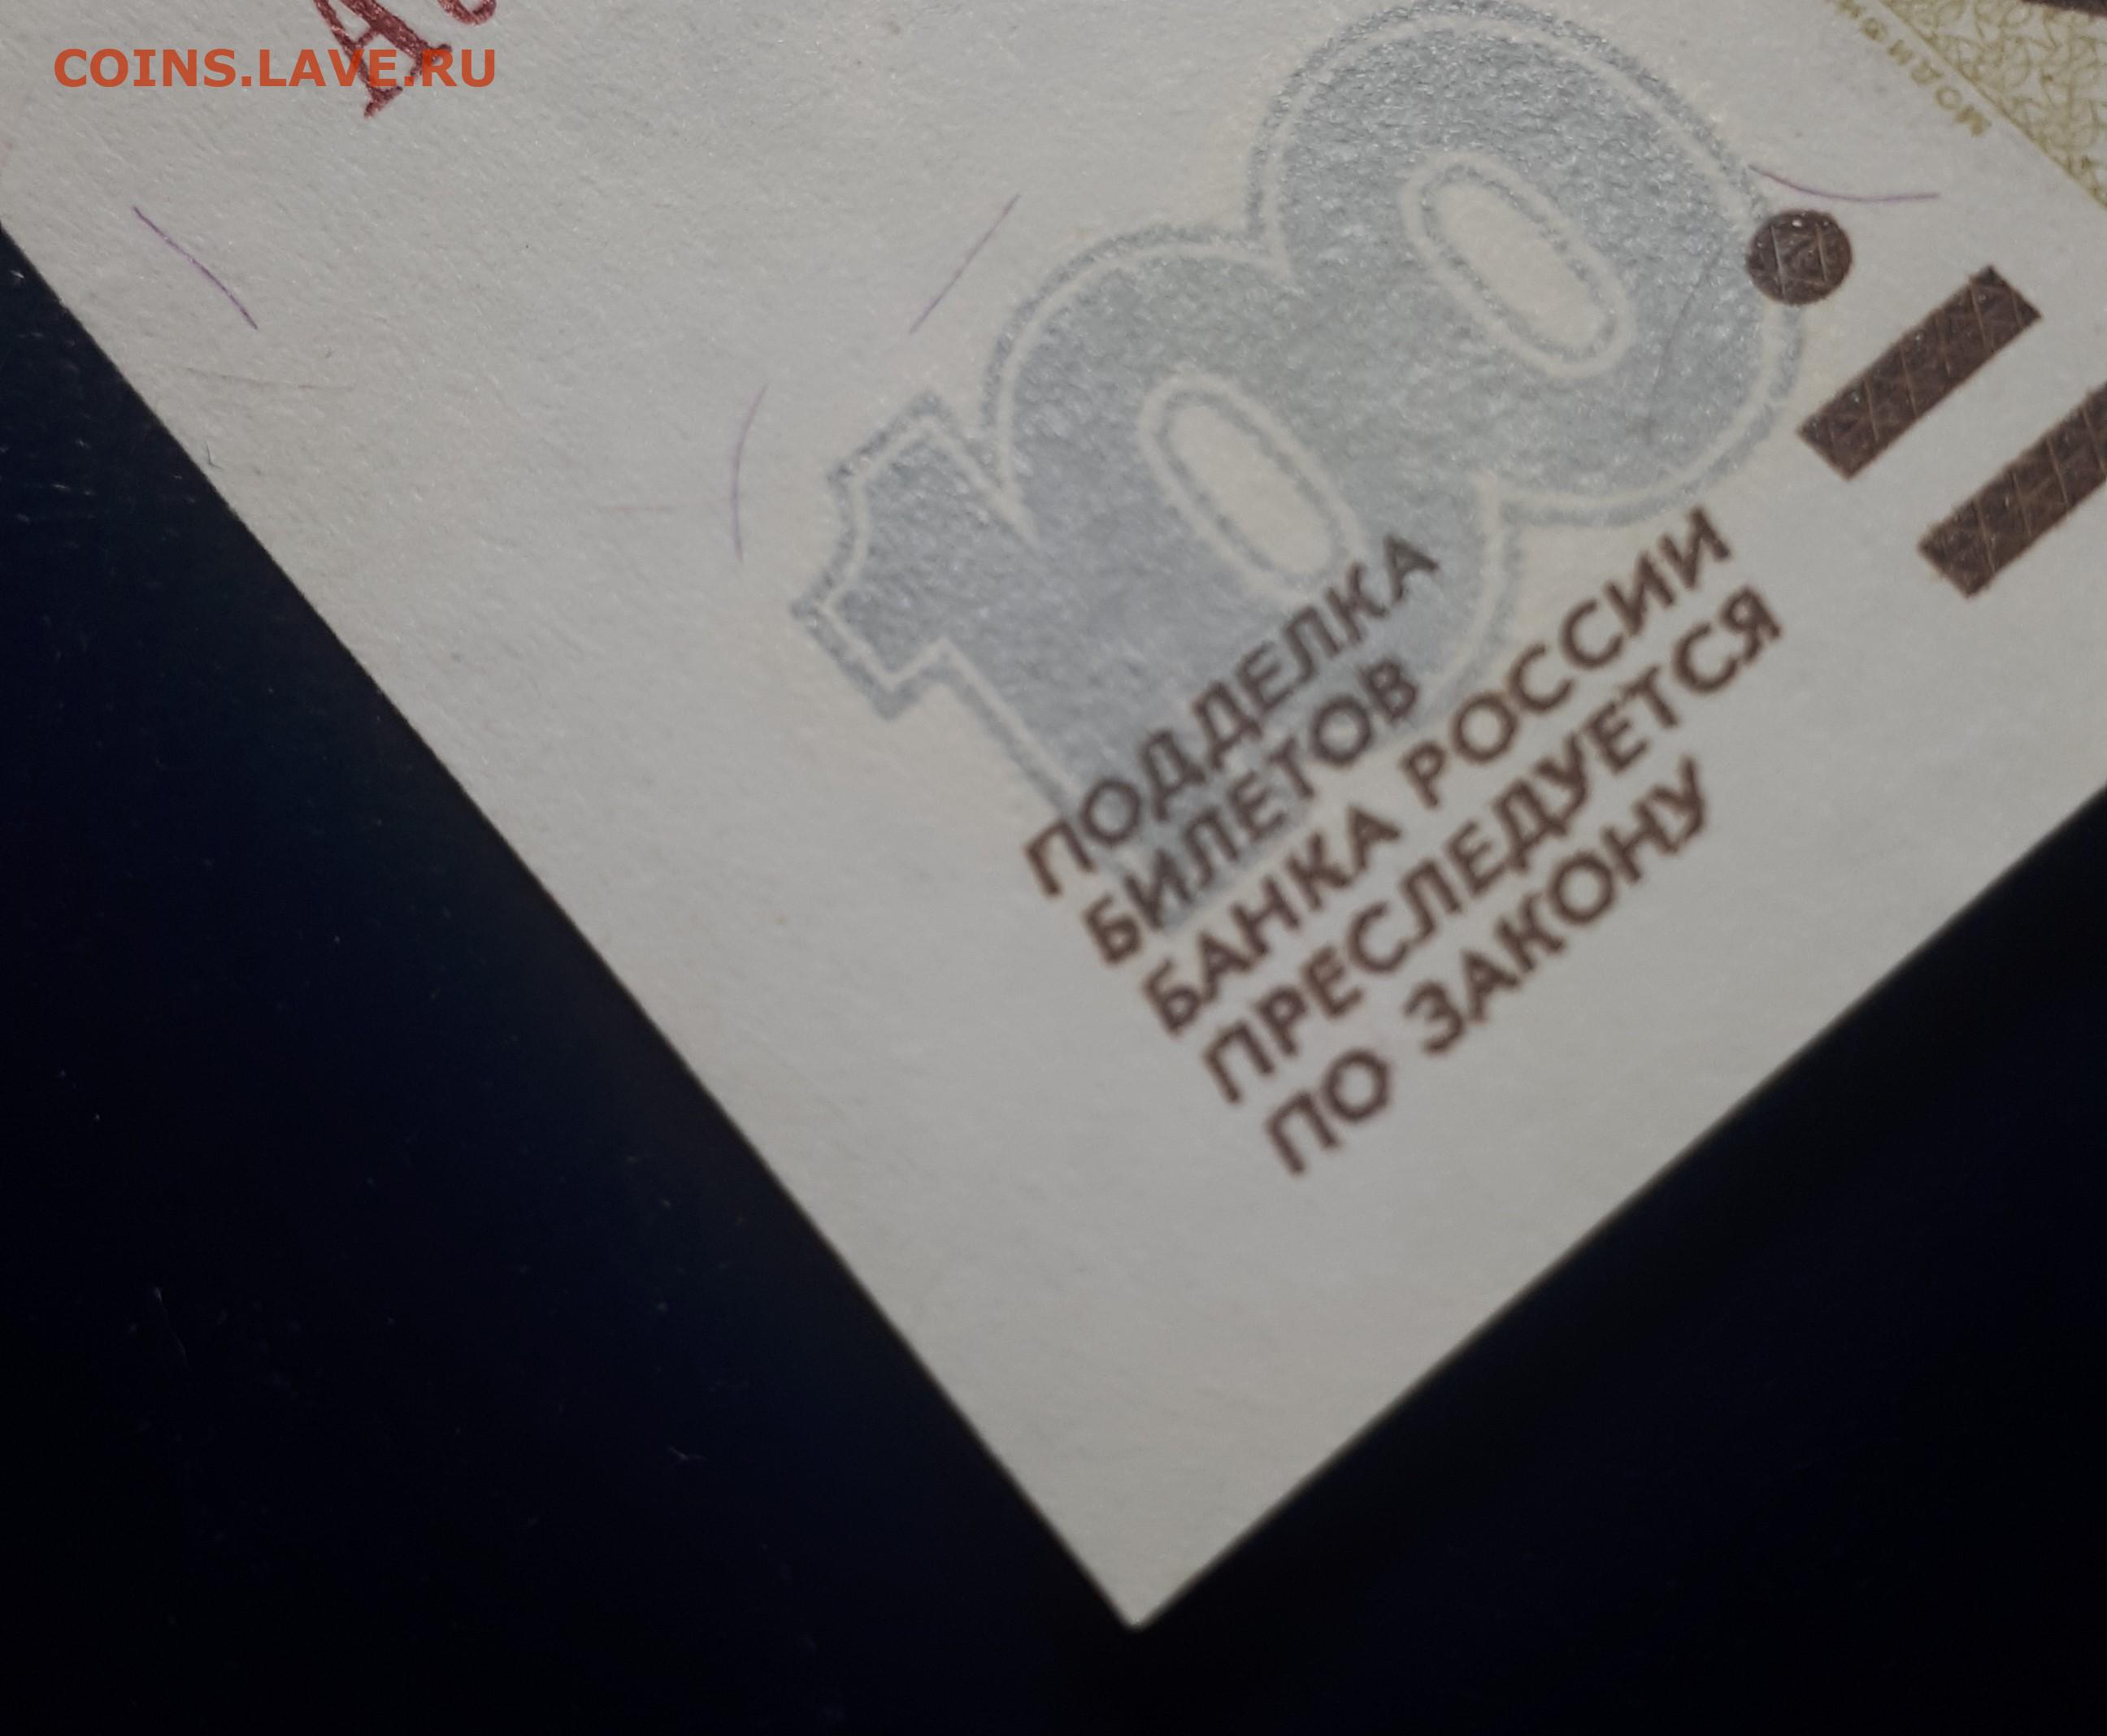 COINS.LAVE.RU
100
ПОДДЕЛКА
БИЛЕТОВ
БАНКА РОССИИ
ПРЕСЛЕДУЕТСЯ
ПО ЗАКОНУ